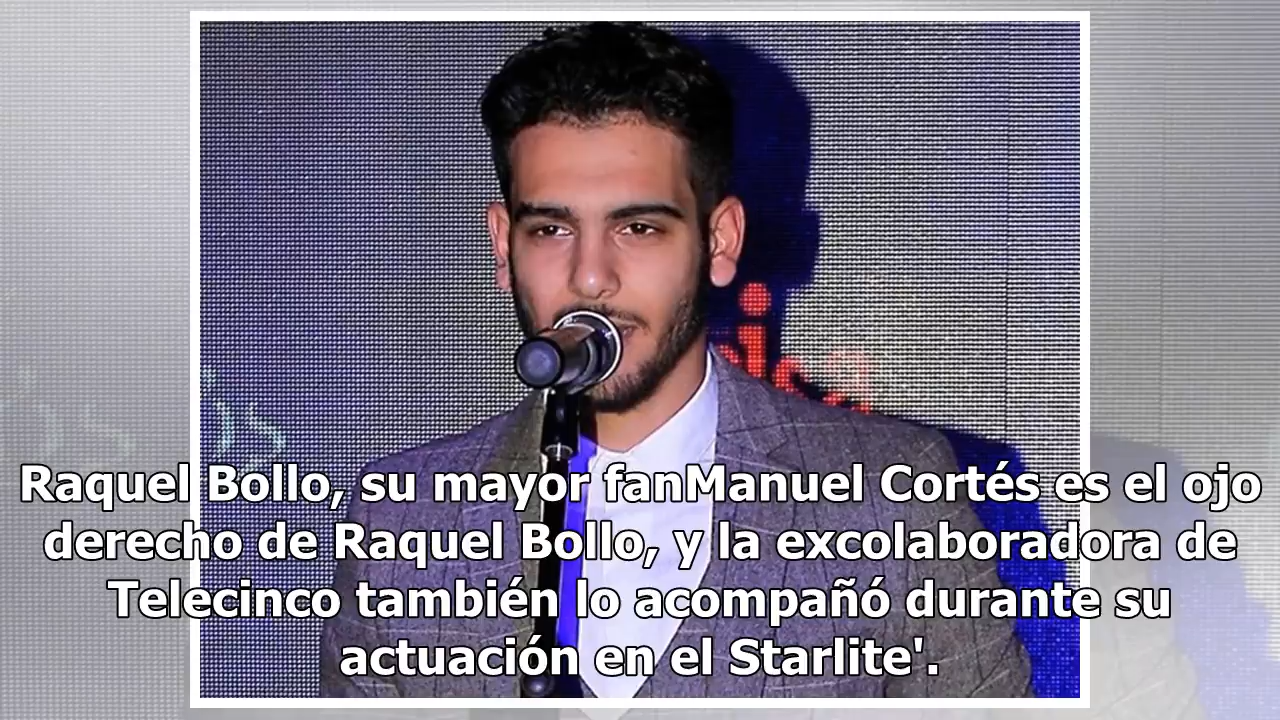 Raquel Bollo, su mayor fanManuel Cortés es el ojo
derecho de Raquel Bollo, y la excolaboradora de
Telecinco también lo acompañó durante su
actuación en el Starlite'.